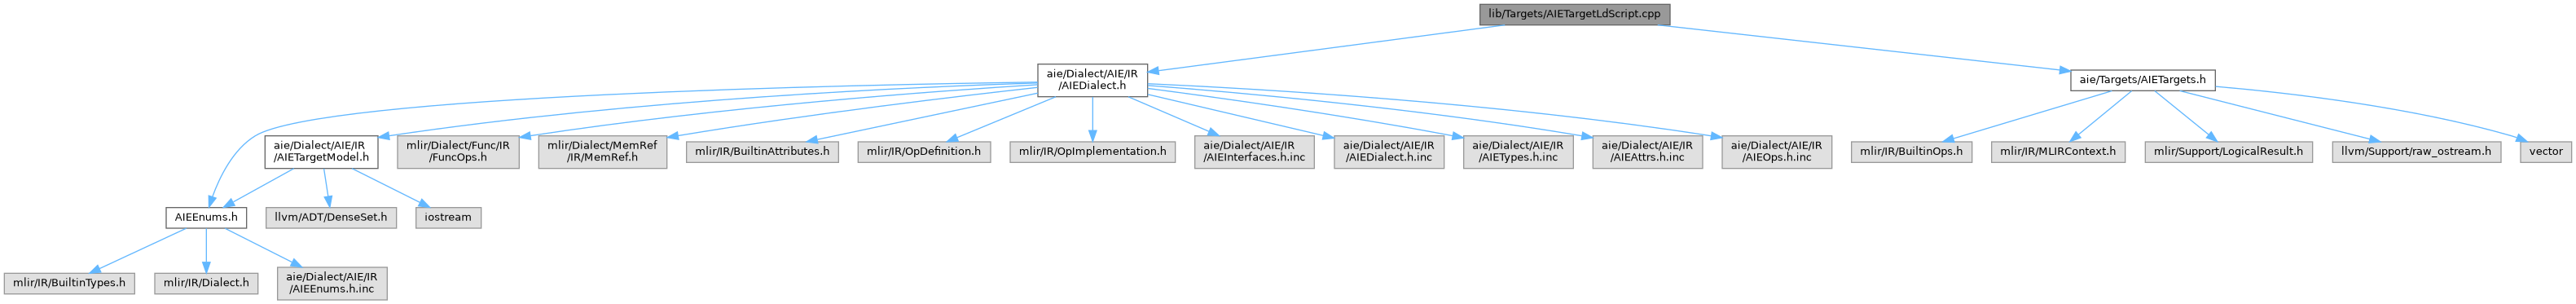 lib/Targets/AIETargetLdScript.cpp
aie/Dialect/AIE/IR
/AIEDialect.h
aie/Targets/AIETargets.h
aie/Dialect/AIE/IR
/AIETargetModel.h
mlir/Dialect/Func/IR
/FuncOps.h
mlir/Dialect/MemRef
/IR/MemRef.h
mlir/IR/BuiltinAttributes.h
mlir/IR/OpDefinition.h
mlir/IR/OpImplementation.h
aie/Dialect/AIE/IR
/AIEInterfaces.h.inc
aie/Dialect/AIE/IR
/AIEDialect.h.inc
aie/Dialect/AIE/IR
/AIETypes.h.inc
aie/Dialect/AIE/IR
/AIEAttrs.h.inc
aie/Dialect/AIE/IR
/AIEOps.h.inc
mlir/IR/BuiltinOps.h
mlir/IR/MLIRContext.h
mlir/Support/LogicalResult.h
llvm/Support/raw_ostream.h
vector
AIEEnums.h
llvm/ADT/DenseSet.h
iostream
mlir/IR/BuiltinTypes.h
mlir/IR/Dialect.h
aie/Dialect/AIE/IR
/AIEEnums.h.inc